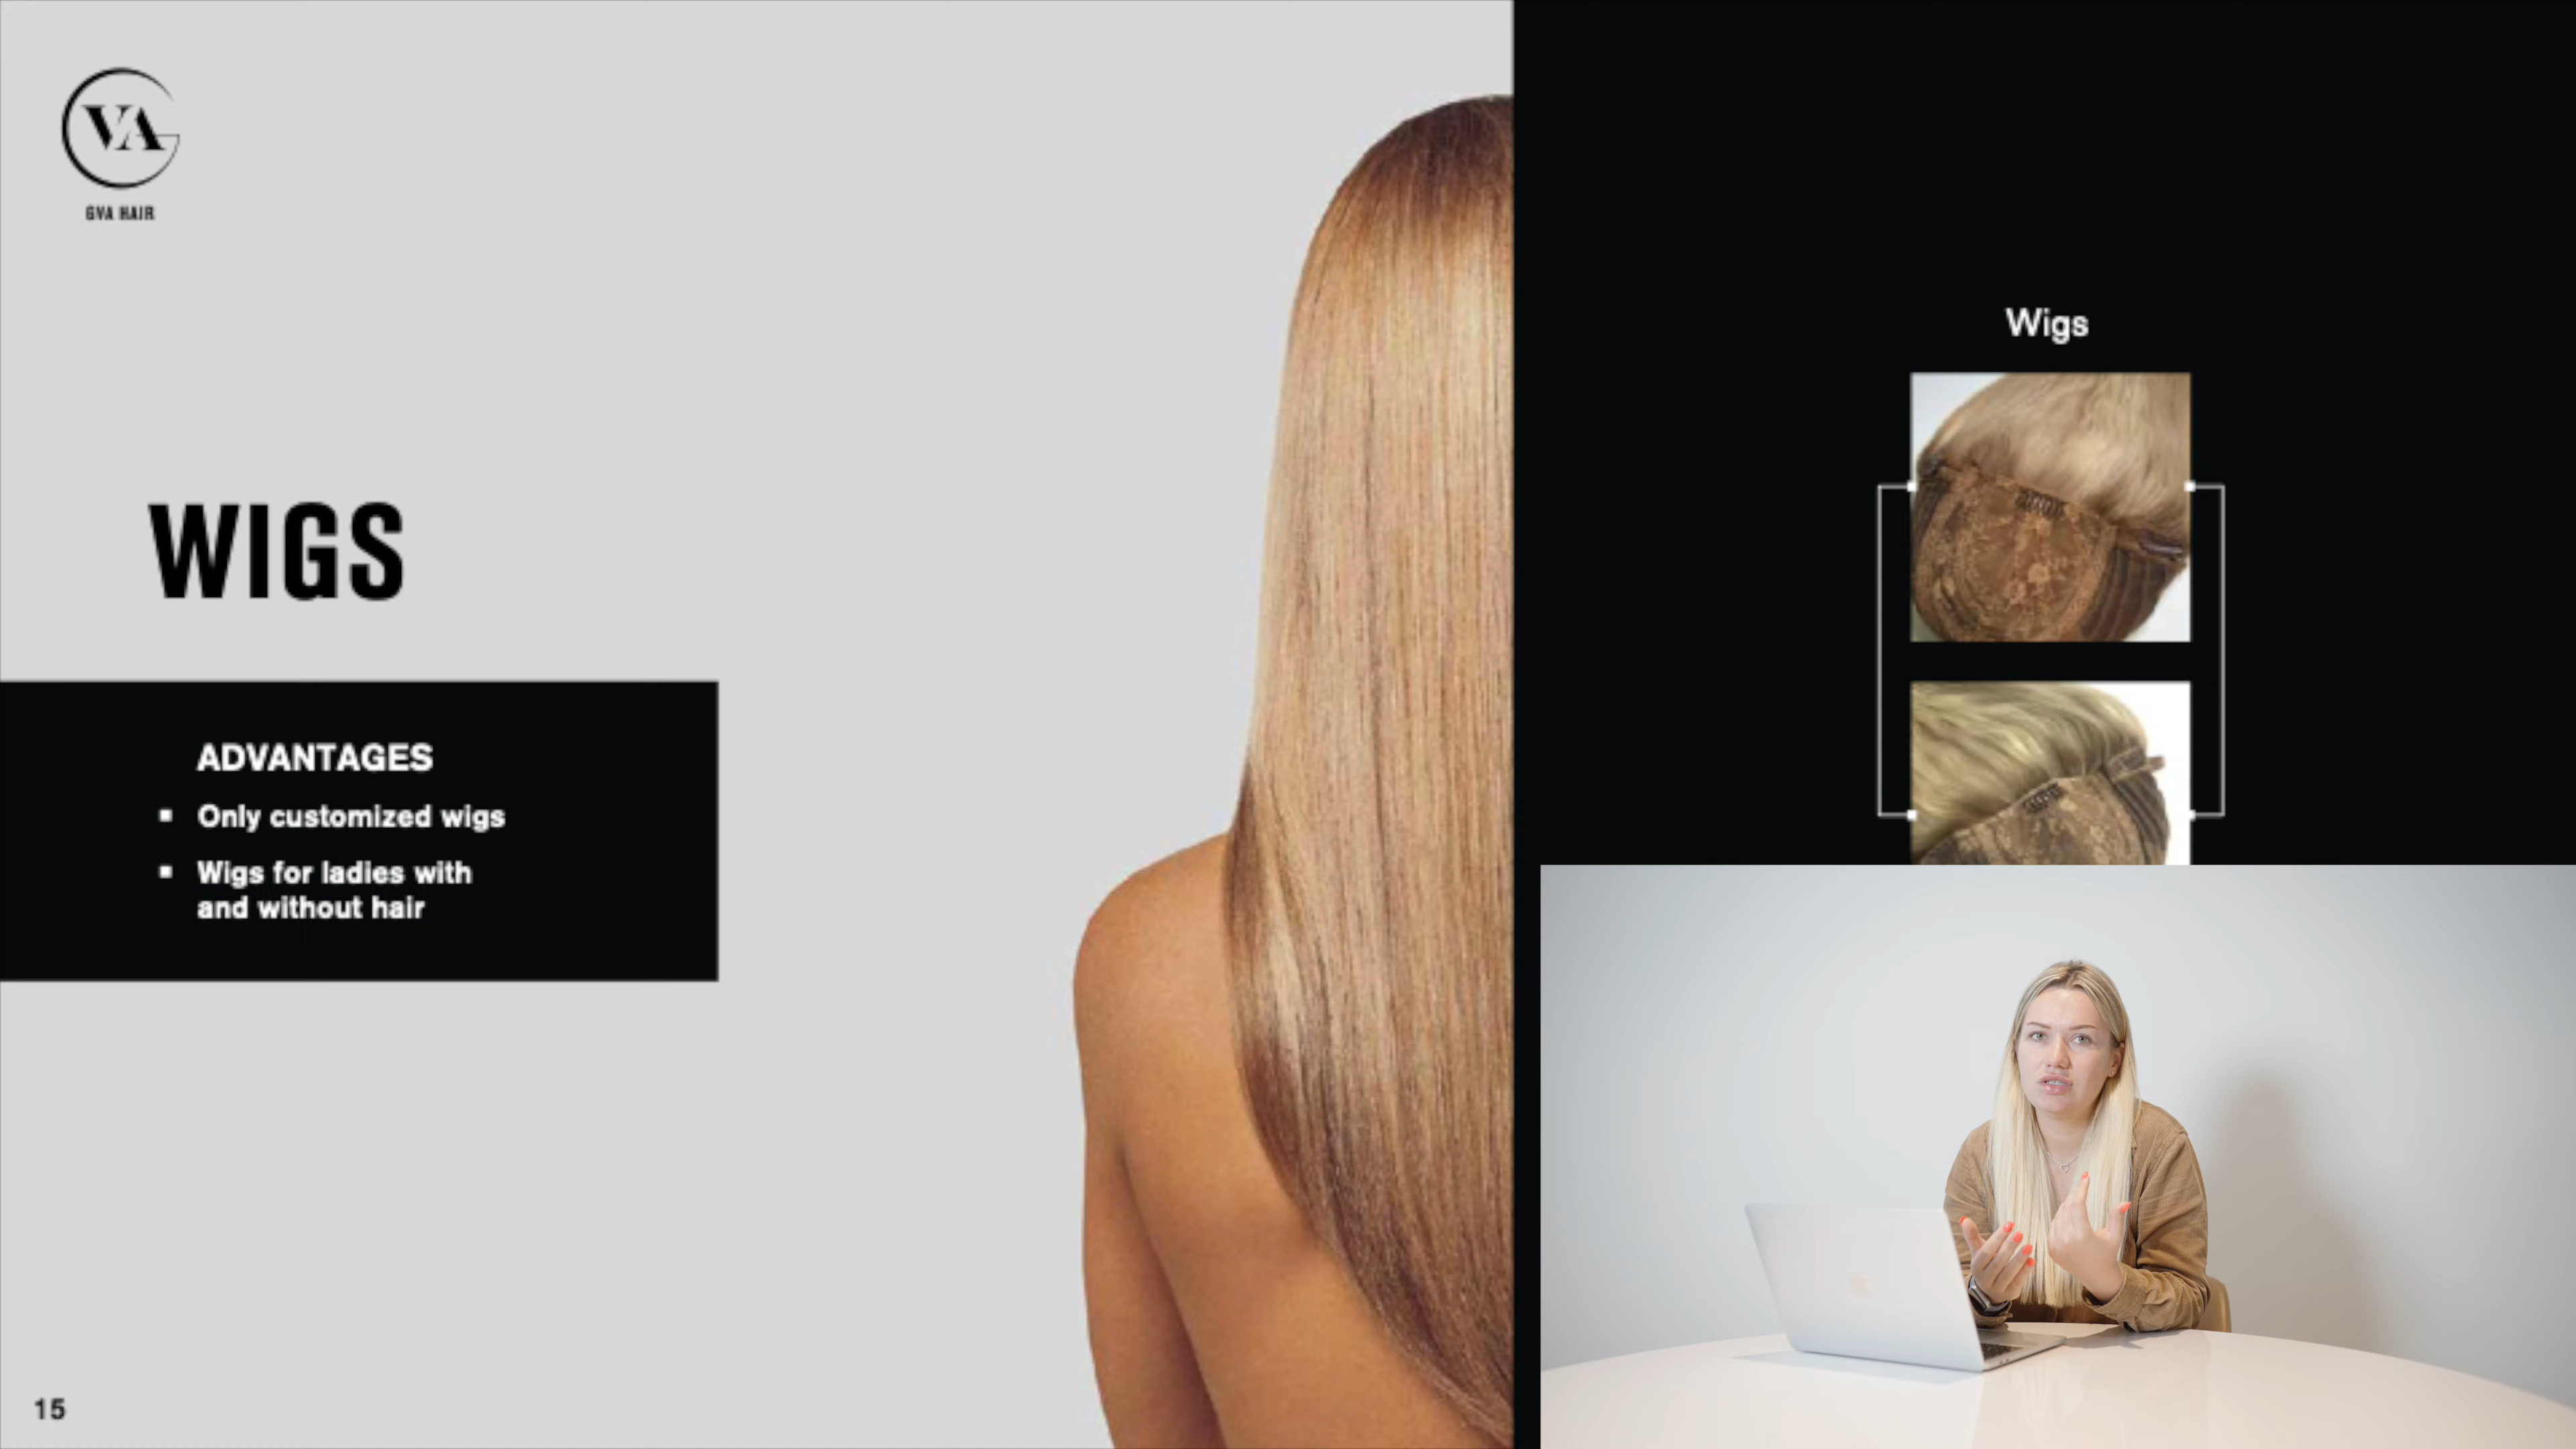 VA
GVA HAIR
WIGS
ADVANTAGES
▪ Only customized wigs
▪ Wigs for ladies with
and without hair
Wigs
15